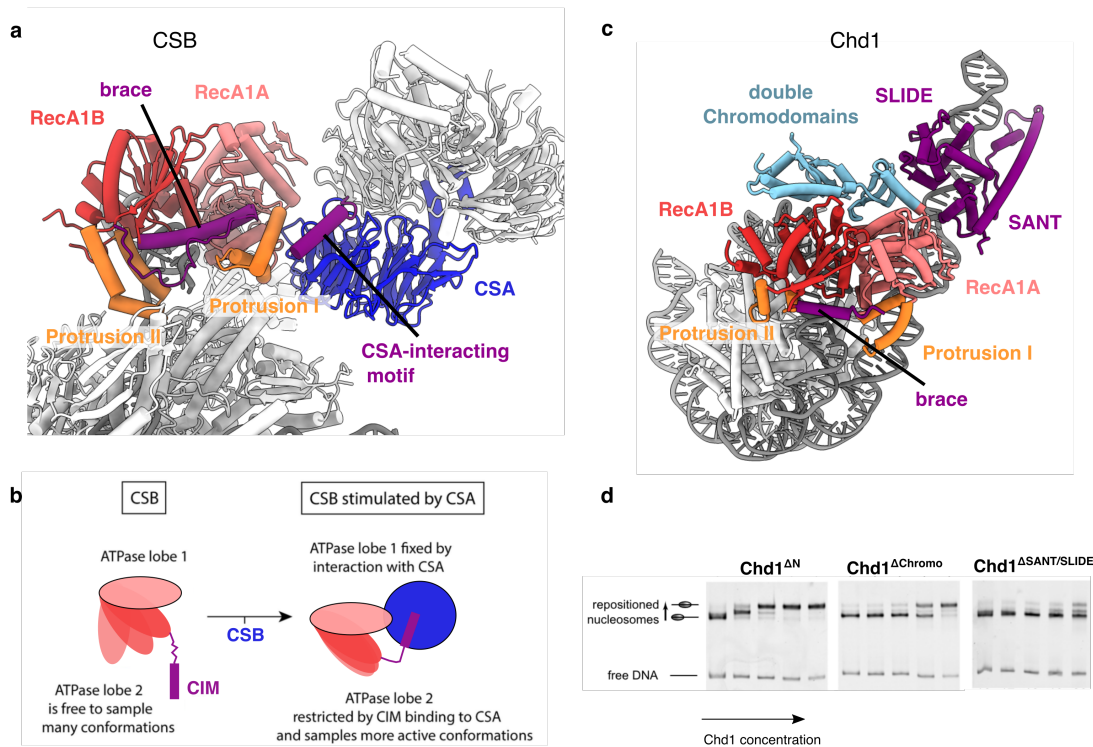 a
CSB
brace
RecA1A
RecA1B
Protrusion I
Protrusion II
CSA
CSA-interacting
motif
c
Chd1
double
Chromodomains
SLIDE
SANT
RecA1B
RecA1A
Protrusion II
Protrusion I
brace
b
CSB
CSB stimulated by CSA
ATPase lobe 1
ATPase lobe 1 fixed by
interaction with CSA
CSB
CIM
ATPase lobe 2
is free to sample
many conformations
ATPase lobe 2
restricted by CIM binding to CSA
and samples more active conformations
d
Chd1ΔN
Chd1ΔChromo
Chd1ΔSANT/SLIDE
repositioned
nucleosomes
free DNA
Chd1 concentration